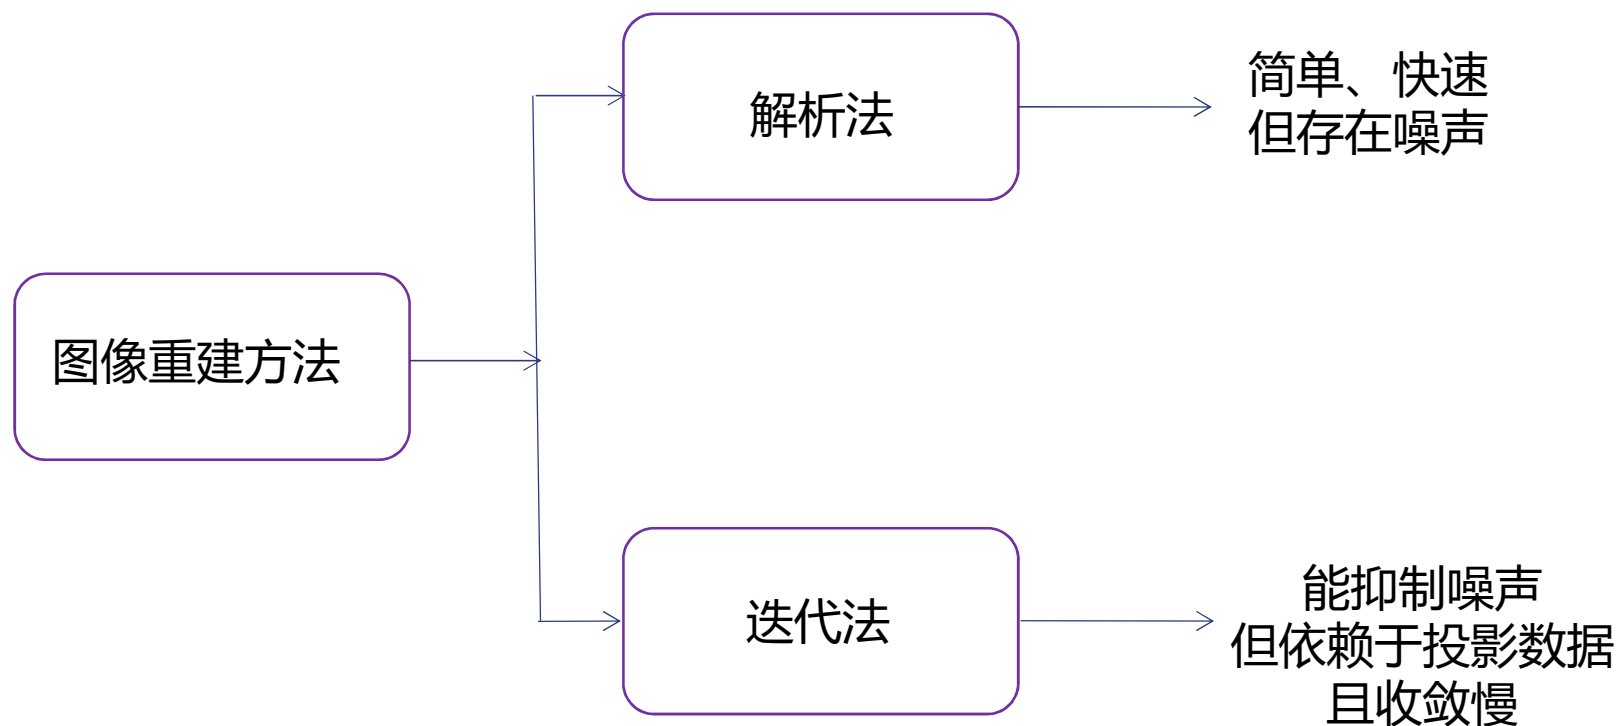 图像重建方法
解析法
简单、快速
但存在噪声
迭代法
能抑制噪声
但依赖于投影数据
且收敛慢